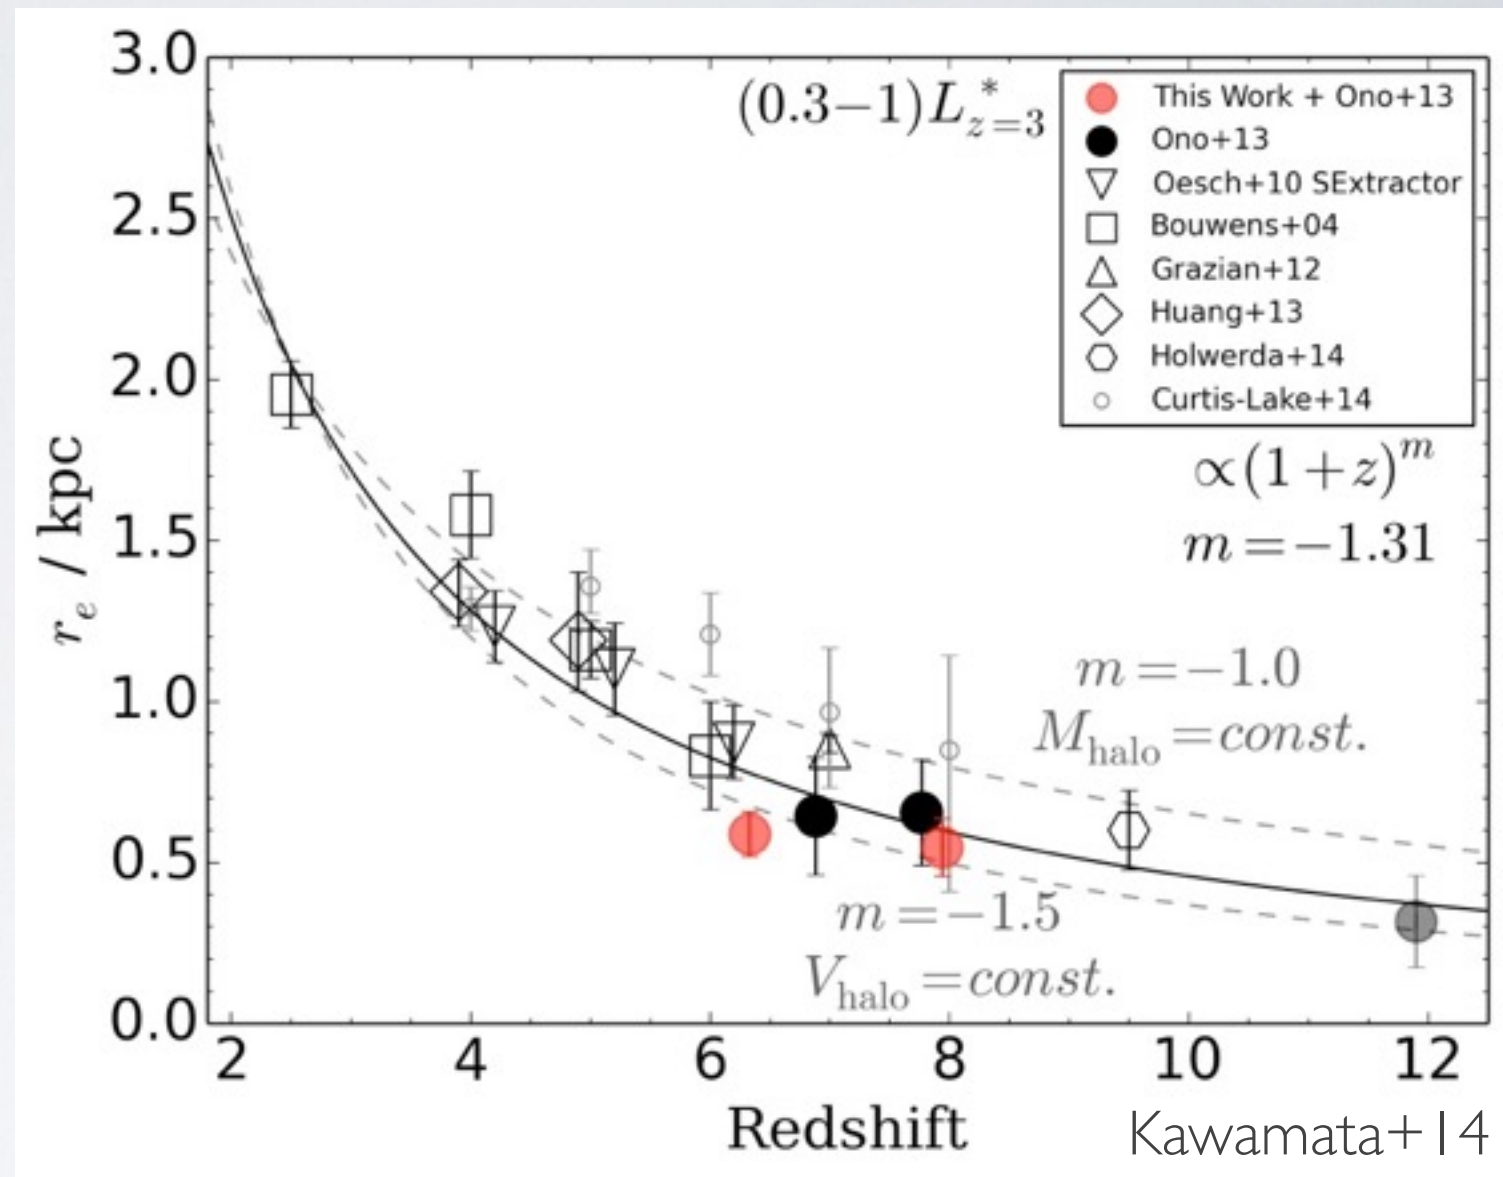 3.0
2.5
2.0
1.5
1.0
0.5
0.0
r_e / kpc
(0.3−1)L*_{z=3}
This Work + Ono+13
Ono+13
Oesch+10 SExtractor
Bouwens+04
Grazian+12
Huang+13
Holwerda+14
Curtis-Lake+14
∝(1+z)^m
m=−1.31
m=−1.0
M_halo=const.
m=−1.5
V_halo=const.
2 4 6 8 10 12
Redshift
Kawamata+14